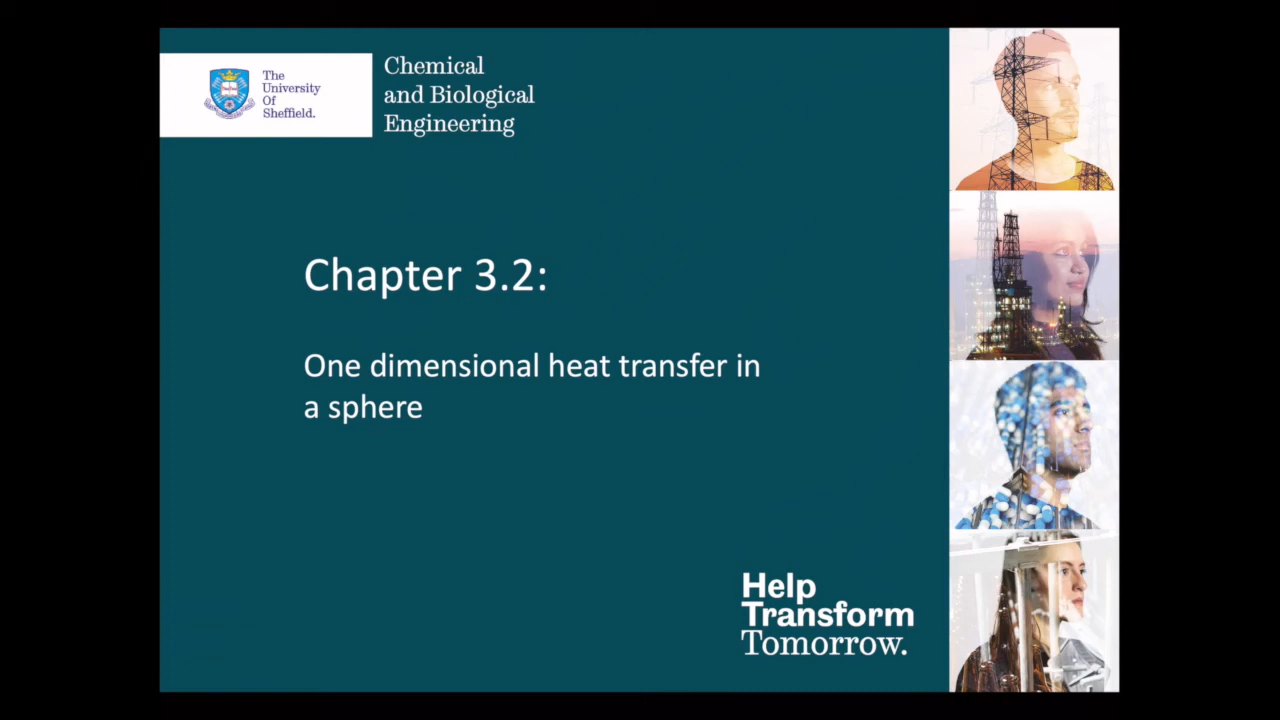 The
University
Of
Sheffield.
Chemical
and Biological
Engineering
Chapter 3.2:
One dimensional heat transfer in
a sphere
Help
Transform
Tomorrow.